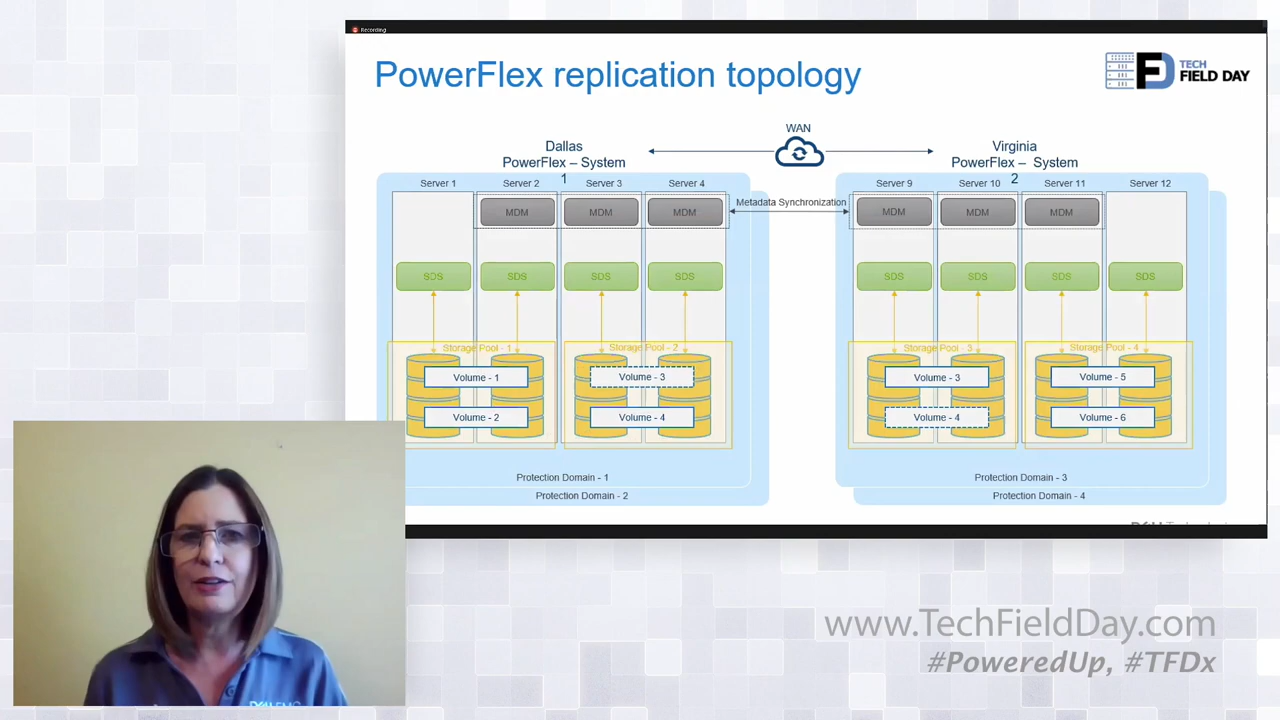 Recording
PowerFlex replication topology
TECH
FIELD DAY
WAN
Dallas
PowerFlex – System
1
Virginia
PowerFlex – System
2
Server 1
Server 2
Server 3
Server 4
Server 9
Server 10
Server 11
Server 12
MDM
MDM
MDM
Metadata Synchronization
MDM
MDM
MDM
SDS
SDS
SDS
SDS
SDS
SDS
SDS
SDS
Storage Pool - 1
Storage Pool - 2
Storage Pool - 3
Storage Pool - 4
Volume - 1
Volume - 3
Volume - 3
Volume - 5
Volume - 2
Volume - 4
Volume - 4
Volume - 6
Protection Domain - 1
Protection Domain - 3
Protection Domain - 2
Protection Domain - 4
www.TechFieldDay.com
#PoweredUp, #TFDx